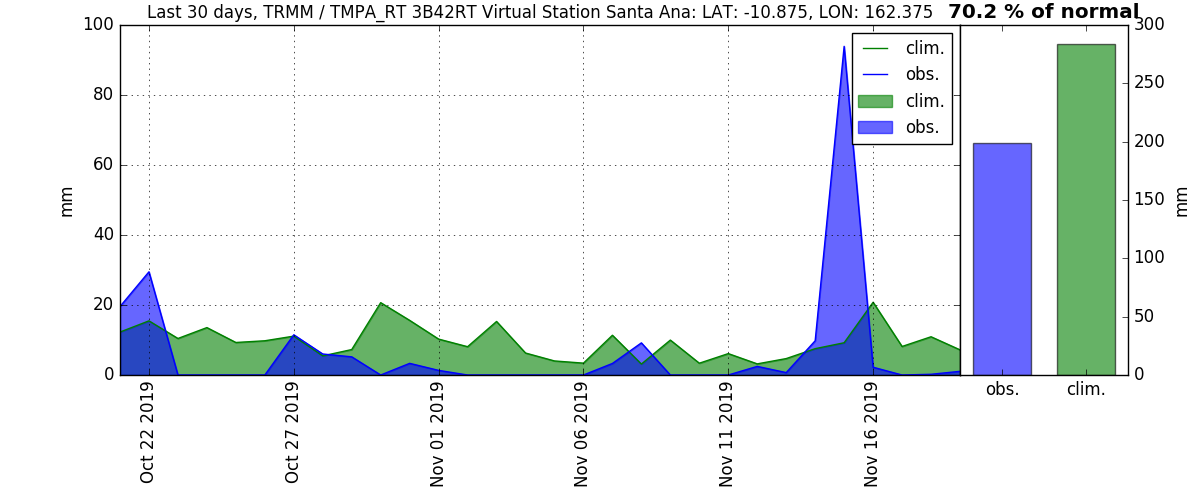 Last 30 days, TRMM / TMPA_RT 3B42RT Virtual Station Santa Ana: LAT: -10.875, LON: 162.375
70.2 % of normal
100
80
60
40
20
0
mm
clim.
obs.
clim.
obs.
Oct 22 2019
Oct 27 2019
Nov 01 2019
Nov 06 2019
Nov 11 2019
Nov 16 2019
300
250
200
150
100
50
0
mm
obs.
clim.